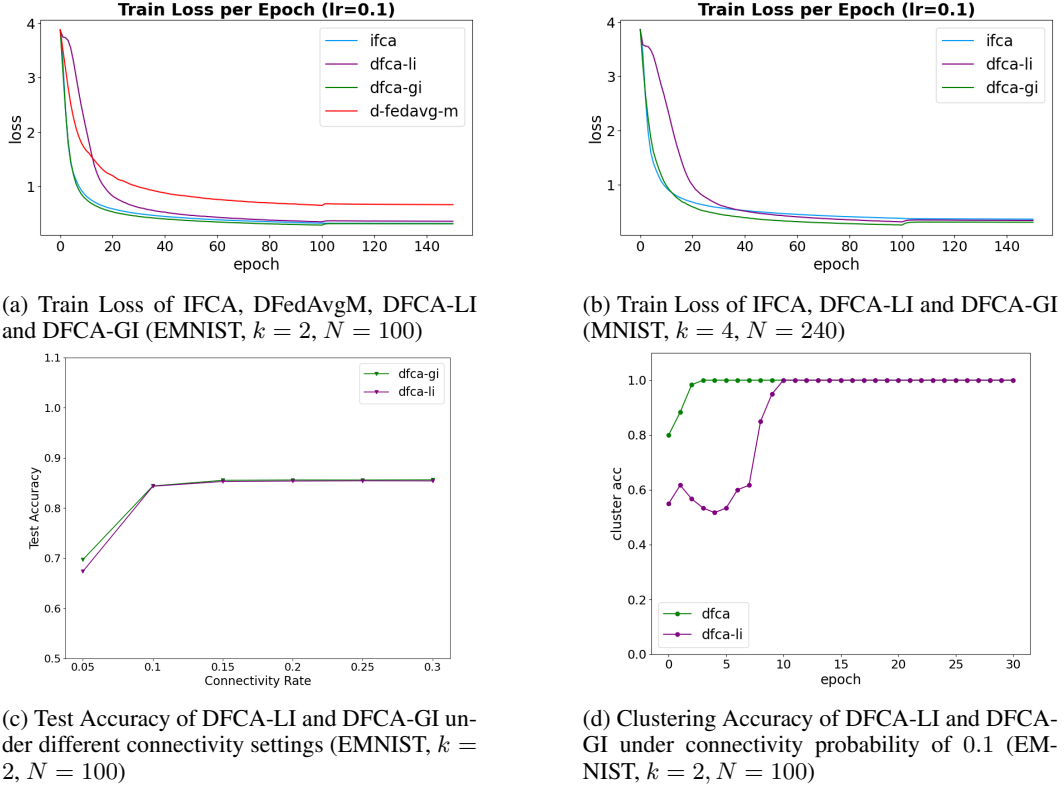 Train Loss per Epoch (lr=0.1)
4
3
2
1
loss
0 20 40 60 80 100 120 140
epoch
ifca
dfca-li
dfca-gi
d-fedavg-m
(a) Train Loss of IFCA, DFedAvgM, DFCA-LI
and DFCA-GI (EMNIST, k = 2, N = 100)
Train Loss per Epoch (lr=0.1)
4
3
2
1
loss
0 20 40 60 80 100 120 140
epoch
ifca
dfca-li
dfca-gi
(b) Train Loss of IFCA, DFCA-LI and DFCA-GI
(MNIST, k = 4, N = 240)
1.1
1.0
0.9
0.8
0.7
0.6
0.5
Test Accuracy
0.05 0.1 0.15 0.2 0.25 0.3
Connectivity Rate
dfca-gi
dfca-li
(c) Test Accuracy of DFCA-LI and DFCA-GI un-
der different connectivity settings (EMNIST, k =
2, N = 100)
1.0
0.8
0.6
0.4
0.2
0.0
cluster acc
0 5 10 15 20 25 30
epoch
dfca
dfca-li
(d) Clustering Accuracy of DFCA-LI and DFCA-
GI under connectivity probability of 0.1 (EM-
NIST, k = 2, N = 100)